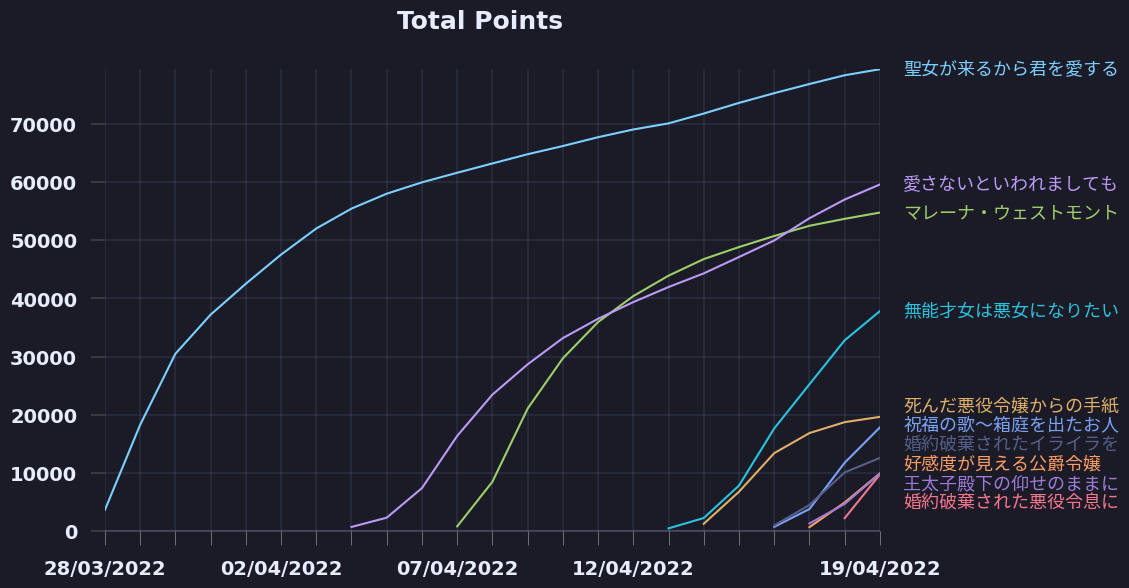 Total Points
聖女が来るから君を愛する
70000
60000
愛さないといわれましても
マレーナ・ウェストモント
50000
40000
無能才女は悪女になりたい
30000
20000
死んだ悪役令嬢からの手紙
祝福の歌〜箱庭を出たお人
婚約破棄されたイライラを
10000
好感度が見える公爵令嬢
王太子殿下の仰せのままに
婚約破棄された悪役令息に
0
28/03/2022 02/04/2022 07/04/2022 12/04/2022 19/04/2022